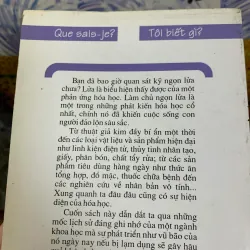 Que sais-je?
Tôi biết gì?
Bạn đã bao giờ quan sát kỹ ngọn lửa
chưa? Lửa là biểu hiện thấy được của một
phản ứng hóa học. Làm chủ ngọn lửa là
một trong những phát kiến hóa học cổ
nhất, chính nó đã khiến cuộc sống con
người đảo lộn sâu sắc.
Từ thuật giả kim đầy bí ẩn một thời
đến các loại vật liệu và sản phẩm hiện đại
như linh kiện điện tử, thủy tinh nhân tạo,
giấy, phân bón, chất tẩy rửa; từ các sản
phẩm tiêu dùng hàng ngày như thức ăn
tổng hợp, đồ mặc, thuốc chữa bệnh đến
các nghiên cứu về nhân bản vô tính...
Xung quanh ta đâu đâu cũng có sự hiện
diện của hóa học.
Cuốn sách này dẫn dắt ta qua những
mốc lịch sử đáng ghi nhớ của một ngành
khoa học mà sự phát triển như vũ bão của
nó ngày nay nếu bị lạm dụng sẽ gây hậu